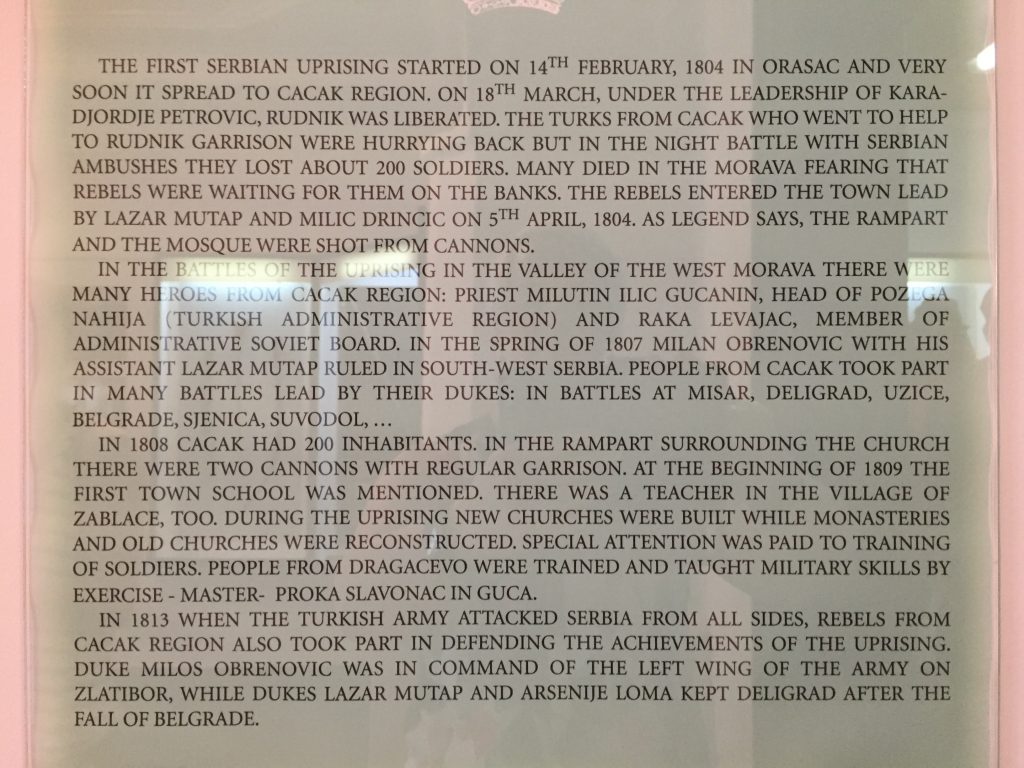 THE FIRST SERBIAN UPRISING STARTED ON 14TH FEBRUARY, 1804 IN ORASAC AND VERY
SOON IT SPREAD TO CACAK REGION. ON 18TH MARCH, UNDER THE LEADERSHIP OF KARA-
DJORDJE PETROVIC, RUDNIK WAS LIBERATED. THE TURKS FROM CACAK WHO WENT TO HELP
TO RUDNIK GARRISON WERE HURRYING BACK BUT IN THE NIGHT BATTLE WITH SERBIAN
AMBUSHES THEY LOST ABOUT 200 SOLDIERS. MANY DIED IN THE MORAVA FEARING THAT
REBELS WERE WAITING FOR THEM ON THE BANKS. THE REBELS ENTERED THE TOWN LEAD
BY LAZAR MUTAP AND MILIC DRINCIC ON 5TH APRIL, 1804. AS LEGEND SAYS, THE RAMPART
AND THE MOSQUE WERE SHOT FROM CANNONS.
IN THE BATTLES OF THE UPRISING IN THE VALLEY OF THE WEST MORAVA THERE WERE
MANY HEROES FROM CACAK REGION: PRIEST MILUTIN ILIC GUCANIN, HEAD OF POZEGA
NAHIJA (TURKISH ADMINISTRATIVE REGION) AND RAKA LEVAJAC, MEMBER OF
ADMINISTRATIVE SOVIET BOARD. IN THE SPRING OF 1807 MILAN OBRENOVIC WITH HIS
ASSISTANT LAZAR MUTAP RULED IN SOUTH-WEST SERBIA. PEOPLE FROM CACAK TOOK PART
IN MANY BATTLES LEAD BY THEIR DUKES: IN BATTLES AT MISAR, DELIGRAD, UZICE,
BELGRADE, SJENICA, SUVODOL, …
IN 1808 CACAK HAD 200 INHABITANTS. IN THE RAMPART SURROUNDING THE CHURCH
THERE WERE TWO CANNONS WITH REGULAR GARRISON. AT THE BEGINNING OF 1809 THE
FIRST TOWN SCHOOL WAS MENTIONED. THERE WAS A TEACHER IN THE VILLAGE OF
ZABLACE, TOO. DURING THE UPRISING NEW CHURCHES WERE BUILT WHILE MONASTERIES
AND OLD CHURCHES WERE RECONSTRUCTED. SPECIAL ATTENTION WAS PAID TO TRAINING
OF SOLDIERS. PEOPLE FROM DRAGACEVO WERE TRAINED AND TAUGHT MILITARY SKILLS BY
EXERCISE - MASTER- PROKA SLAVONAC IN GUCA.
IN 1813 WHEN THE TURKISH ARMY ATTACKED SERBIA FROM ALL SIDES, REBELS FROM
CACAK REGION ALSO TOOK PART IN DEFENDING THE ACHIEVEMENTS OF THE UPRISING.
DUKE MILOS OBRENOVIC WAS IN COMMAND OF THE LEFT WING OF THE ARMY ON
ZLATIBOR, WHILE DUKES LAZAR MUTAP AND ARSENIJE LOMA KEPT DELIGRAD AFTER THE
FALL OF BELGRADE.